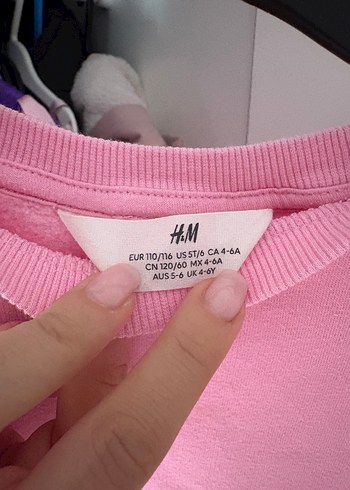 H&M
EUR 110/116 US 5T/6 CA 4-6A
CN 120/60 MX 4-6A
AUS 5-6 UK 4-6Y